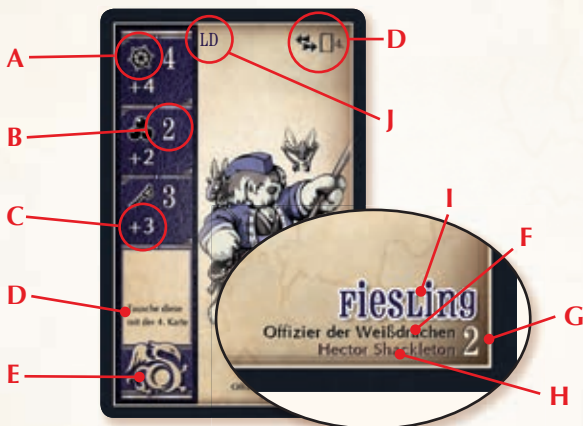 A
4
+4
B
2
+2
C
3
+3
D
Tausche diese
mit der 4. Karte
E
LD
4.
D
J
I
Fiesling
F
Offizier der Weißdrachen
G
2
Hector Shackleton
H